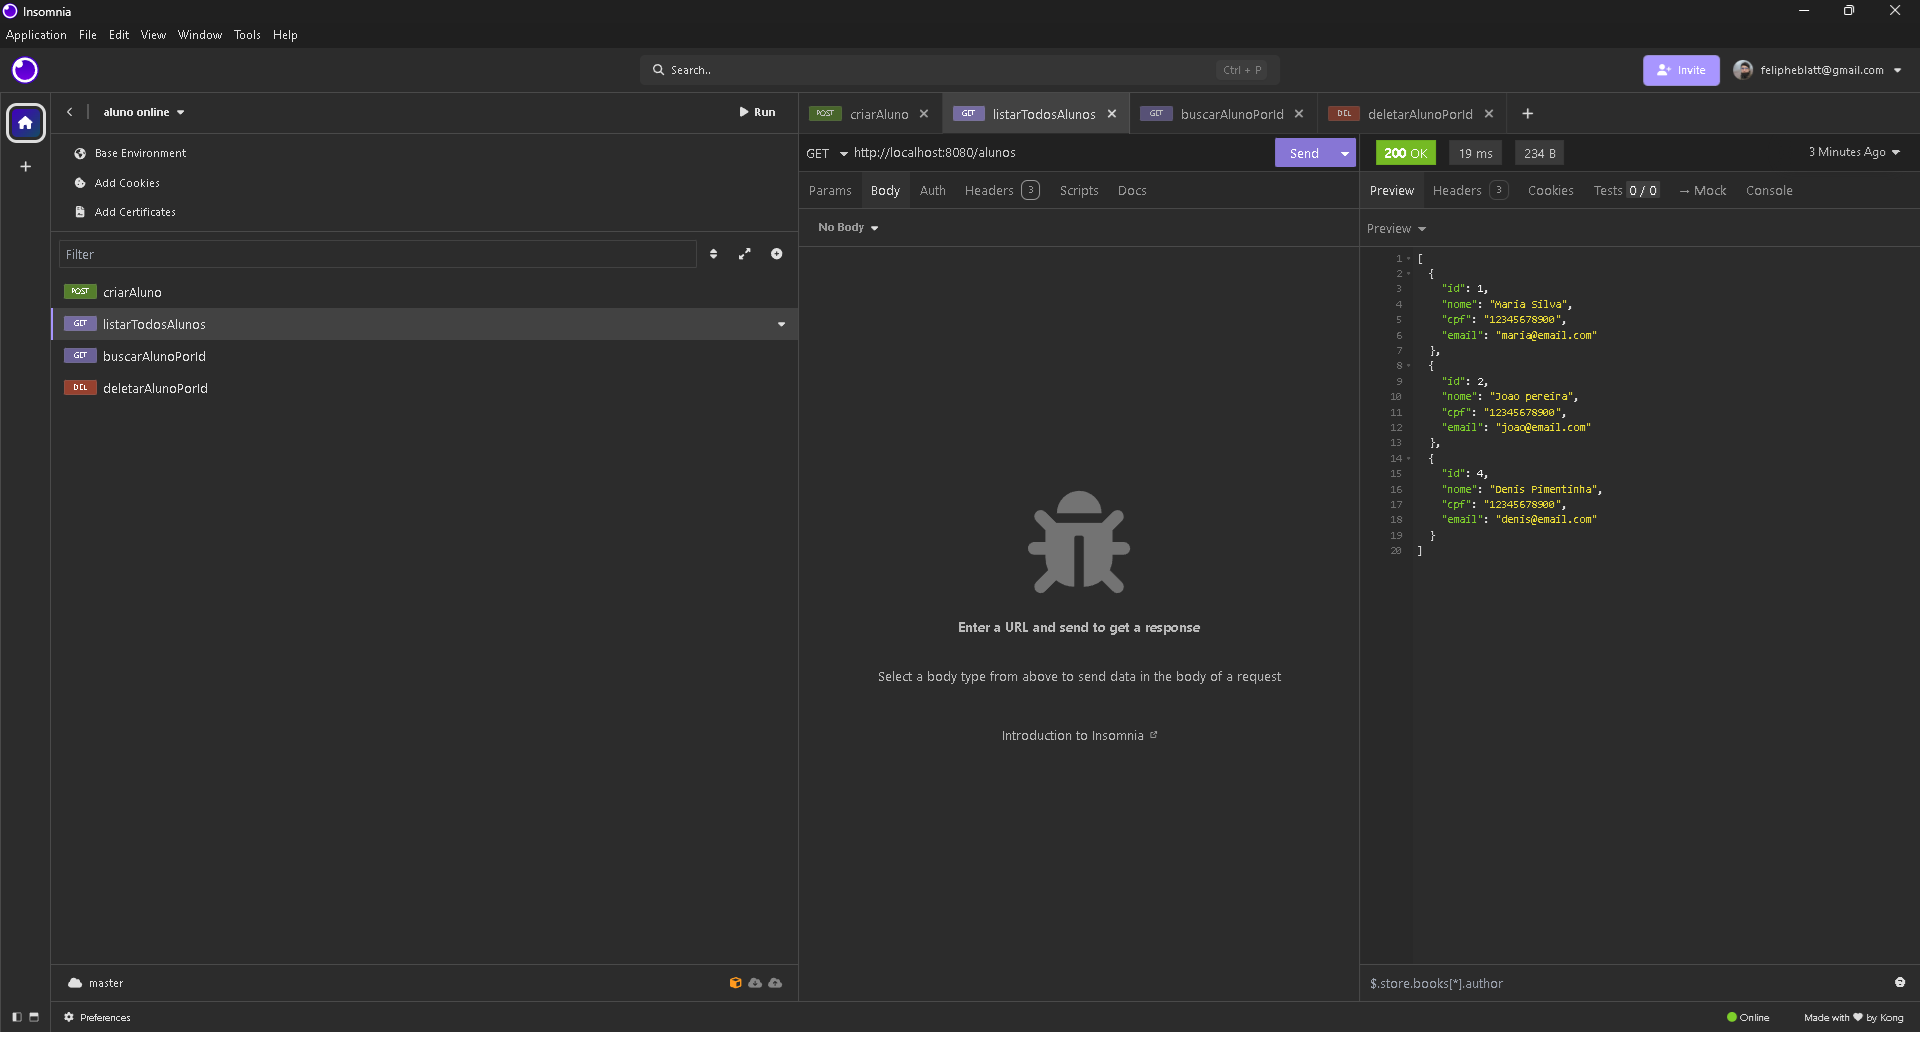 Insomnia
Application File Edit View Window Tools Help
Search.. Ctrl + P
Invite
felipheblatt@gmail.com
aluno online
Run
Base Environment
Add Cookies
Add Certificates
Filter
POST criarAluno
GET listarTodosAlunos
GET buscarAlunoPorId
DEL deletarAlunoPorId
master
Preferences
POST criarAluno
GET listarTodosAlunos
GET buscarAlunoPorId
DEL deletarAlunoPorId
GET http://localhost:8080/alunos
Send
Params Body Auth Headers 3 Scripts Docs
No Body
Enter a URL and send to get a response
Select a body type from above to send data in the body of a request
Introduction to Insomnia
200 OK 19 ms 234 B
3 Minutes Ago
Preview Headers 3 Cookies Tests 0 / 0 → Mock Console
Preview
1 [
2 {
3 "id": 1,
4 "nome": "Maria Silva",
5 "cpf": "12345678900",
6 "email": "maria@email.com"
7 },
8 {
9 "id": 2,
10 "nome": "Joao pereira",
11 "cpf": "12345678900",
12 "email": "joao@email.com"
13 },
14 {
15 "id": 4,
16 "nome": "Denis Pimentinha",
17 "cpf": "12345678900",
18 "email": "denis@email.com"
19 }
20 ]
$.store.books[*].author
Online
Made with ♥ by Kong